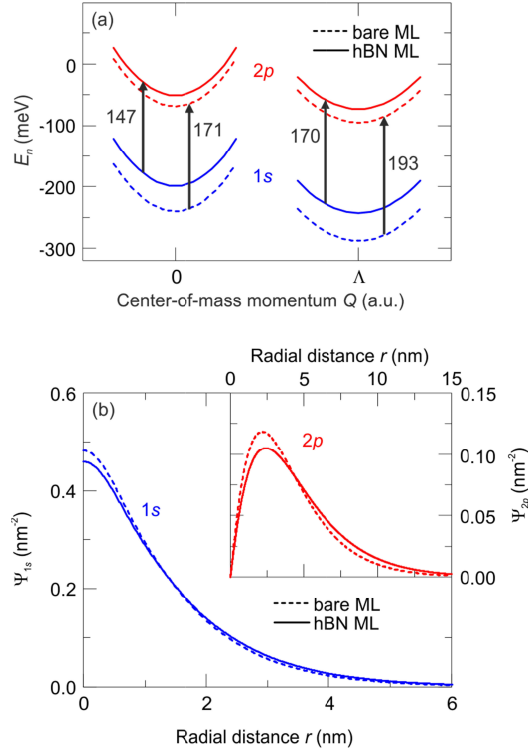 (a)
bare ML
hBN ML
2p
1s
147
171
170
193
0
-100
-200
-300
E_n (meV)
0
Λ
Center-of-mass momentum Q (a.u.)
Radial distance r (nm)
0
5
10
15
(b)
0.6
0.4
0.2
0.0
Ψ_1s (nm^-2)
1s
2p
0.15
0.10
0.05
0.00
Ψ_2p (nm^-2)
bare ML
hBN ML
0
2
4
6
Radial distance r (nm)